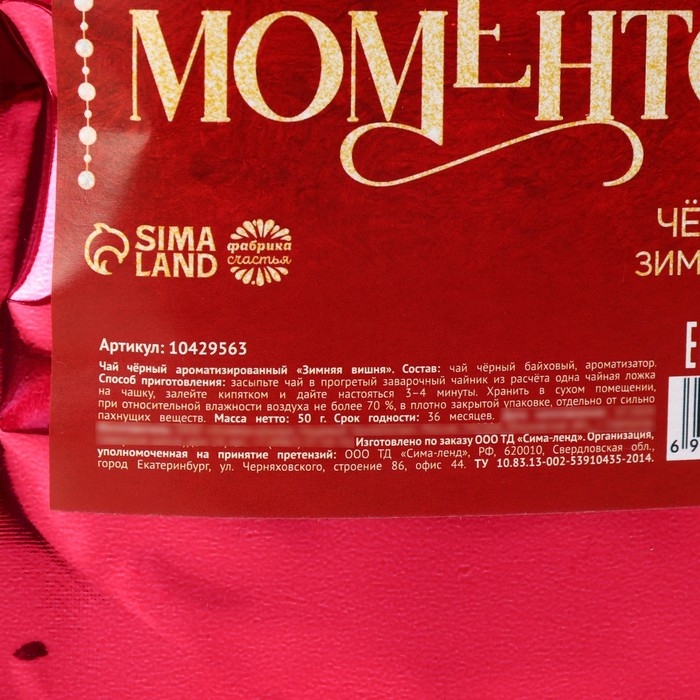 МОМЕНТО
SIMA LAND
фабрика счастья
ЧЁ
ЗИМ
Артикул: 10429563
Чай чёрный ароматизированный «Зимняя вишня». Состав: чай чёрный байховый, ароматизатор.
Способ приготовления: засыпьте чай в прогретый заварочный чайник из расчёта одна чайная ложка
на чашку, залейте кипятком и дайте настояться 3–4 минуты. Хранить в сухом помещении,
при относительной влажности воздуха не более 70 %, в плотно закрытой упаковке, отдельно от сильно
пахнущих веществ. Масса нетто: 50 г. Срок годности: 36 месяцев.
Изготовлено по заказу ООО ТД «Сима-ленд». Организация,
уполномоченная на принятие претензий: ООО ТД «Сима-ленд», РФ, 620010, Свердловская обл.,
город Екатеринбург, ул. Черняховского, строение 86, офис 44. ТУ 10.83.13-002-53910435-2014.
6 9